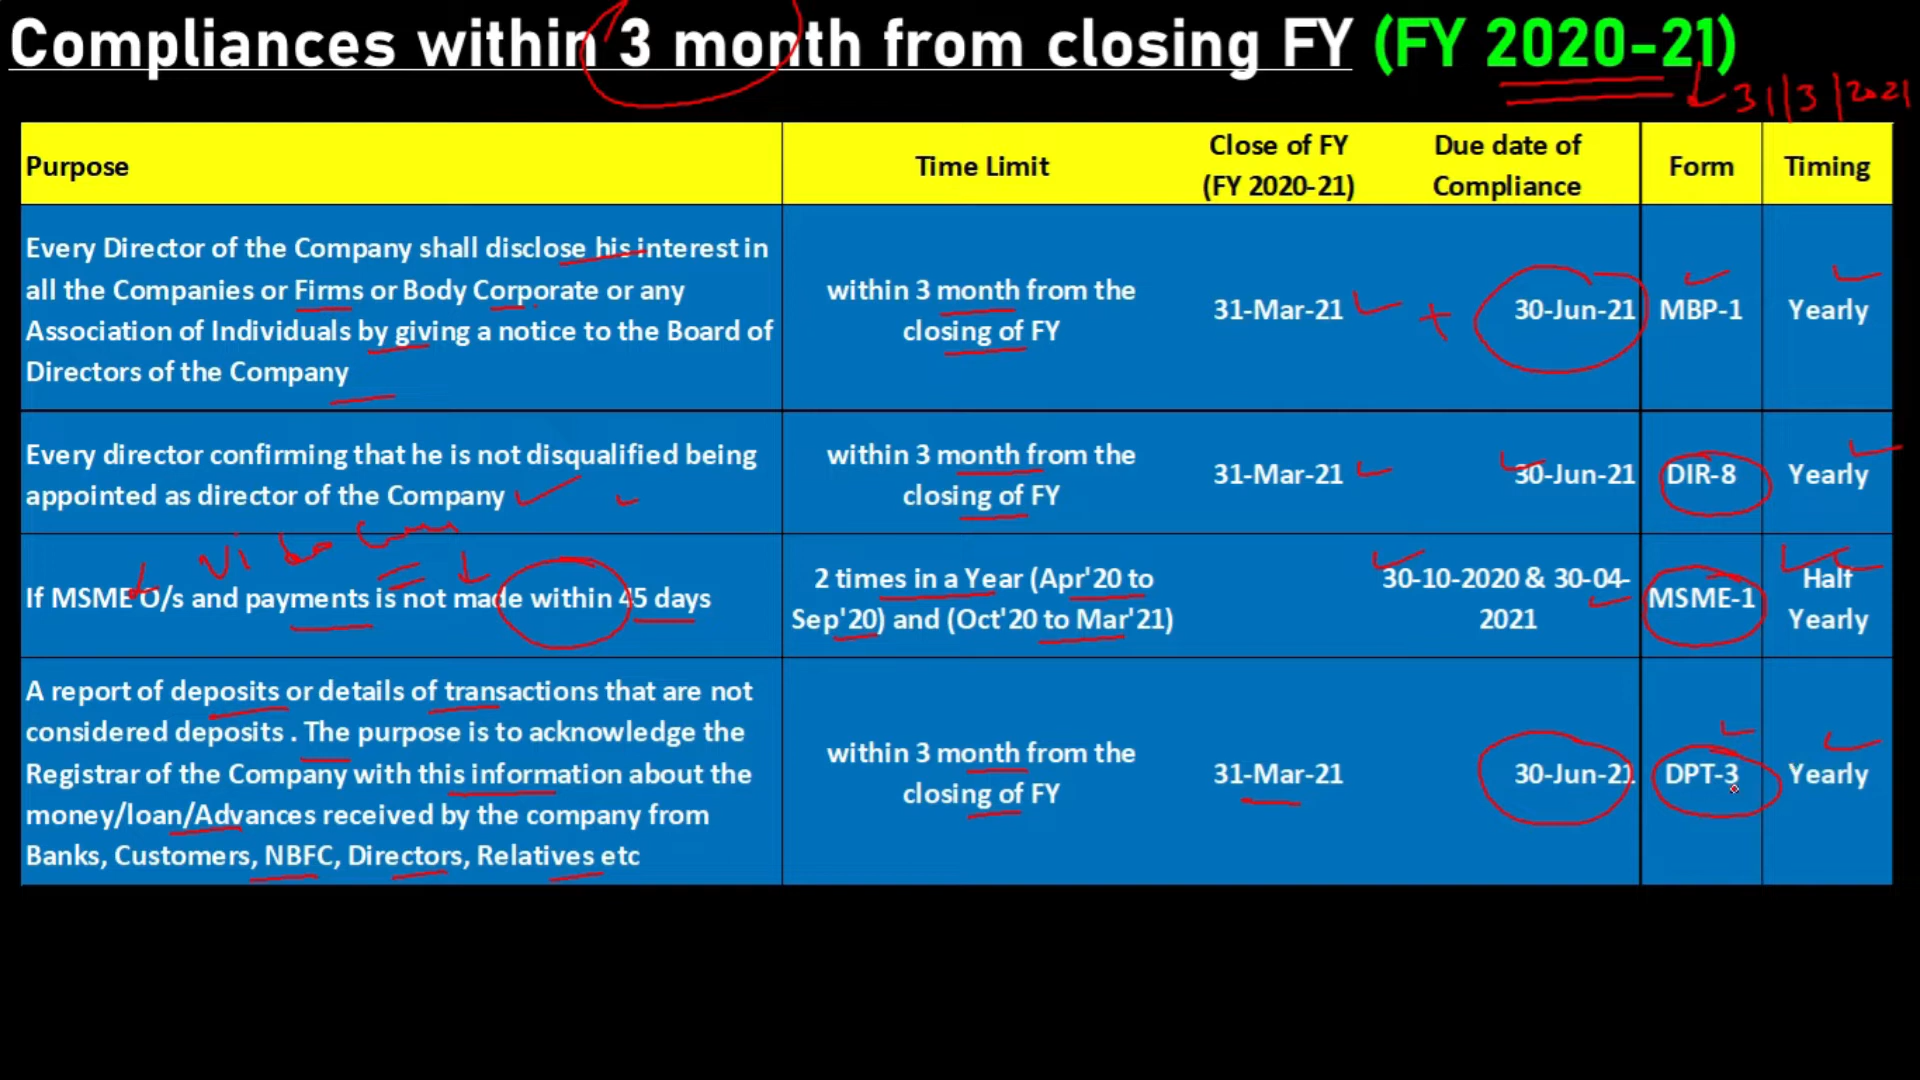 Compliances within 3 month from closing FY (FY 2020-21)
31/3/2021
Purpose
Time Limit
Close of FY
(FY 2020-21)
Due date of
Compliance
Form
Timing
Every Director of the Company shall disclose his interest in
all the Companies or Firms or Body Corporate or any
Association of Individuals by giving a notice to the Board of
Directors of the Company
within 3 month from the
closing of FY
31-Mar-21
+
30-Jun-21
MBP-1
Yearly
Every director confirming that he is not disqualified being
appointed as director of the Company
within 3 month from the
closing of FY
31-Mar-21
30-Jun-21
DIR-8
Yearly
If MSME O/s and payments is not made within 45 days
2 times in a Year (Apr'20 to
Sep'20) and (Oct'20 to Mar'21)
30-10-2020 & 30-04-
2021
MSME-1
Half
Yearly
A report of deposits or details of transactions that are not
considered deposits . The purpose is to acknowledge the
Registrar of the Company with this information about the
money/loan/Advances received by the company from
Banks, Customers, NBFC, Directors, Relatives etc
within 3 month from the
closing of FY
31-Mar-21
30-Jun-21
DPT-3
Yearly